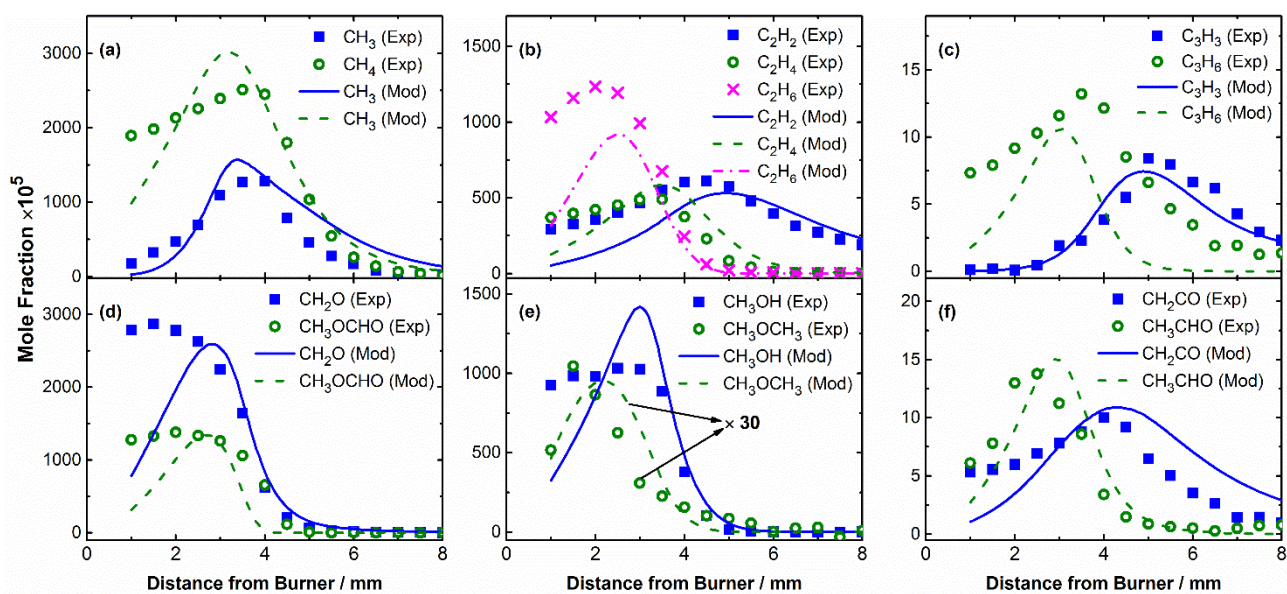 Mole Fraction ×10⁵
(a)
CH₃ (Exp)
CH₄ (Exp)
CH₃ (Mod)
CH₃ (Mod)
3000
2000
1000
0
(b)
C₂H₂ (Exp)
C₂H₄ (Exp)
C₂H₆ (Exp)
C₂H₂ (Mod)
C₂H₄ (Mod)
C₂H₆ (Mod)
1500
1000
500
0
(c)
C₃H₃ (Exp)
C₃H₆ (Exp)
C₃H₃ (Mod)
C₃H₆ (Mod)
15
10
5
0
(d)
CH₂O (Exp)
CH₃OCHO (Exp)
CH₂O (Mod)
CH₃OCHO (Mod)
3000
2000
1000
0
0 2 4 6 8
Distance from Burner / mm
(e)
CH₃OH (Exp)
CH₃OCH₃ (Exp)
CH₃OH (Mod)
CH₃OCH₃ (Mod)
× 30
1500
1000
500
0
0 2 4 6 8
Distance from Burner / mm
(f)
CH₂CO (Exp)
CH₃CHO (Exp)
CH₂CO (Mod)
CH₃CHO (Mod)
20
15
10
5
0
0 2 4 6 8
Distance from Burner / mm